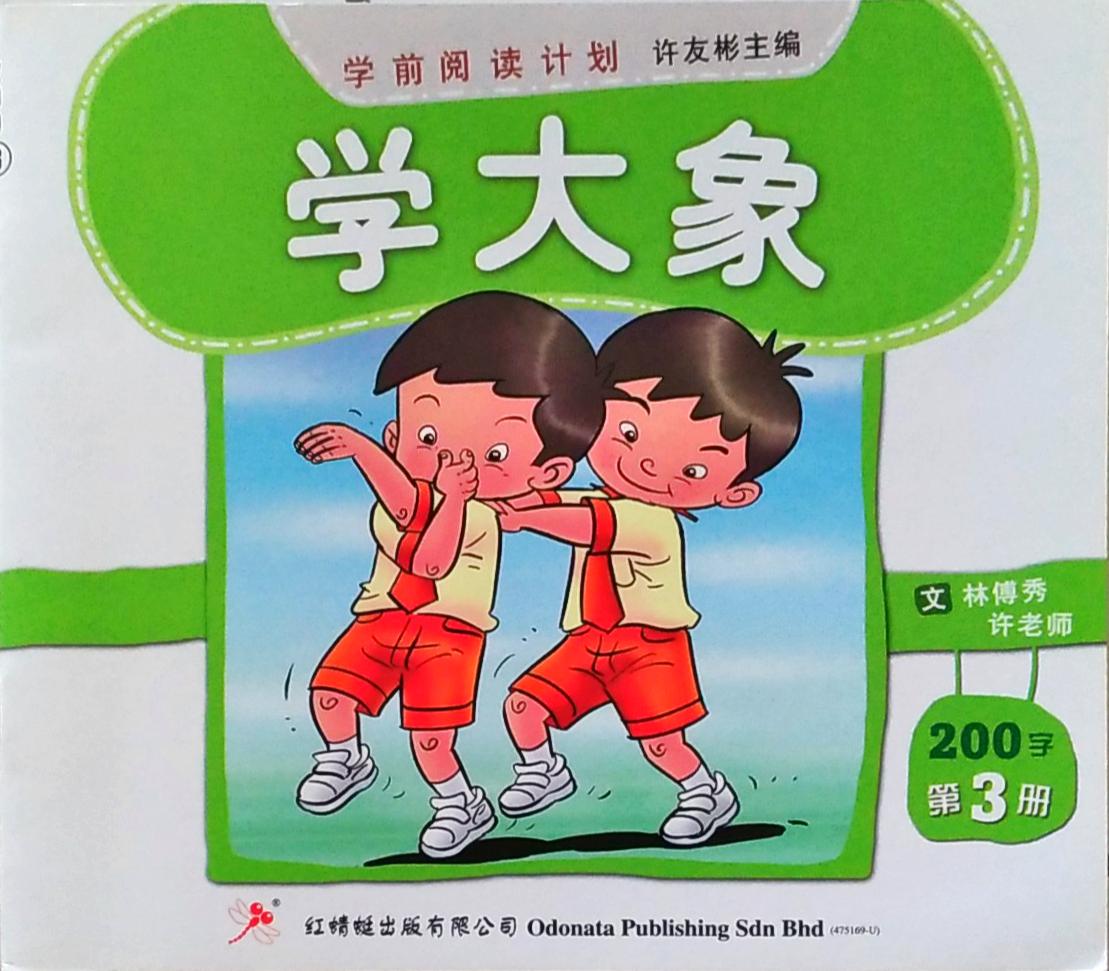 学前阅读计划 许友彬主编
学大象
文 林傅秀
许老师
200字
第3册
红蜻蜓出版有限公司 Odonata Publishing Sdn Bhd (475169-U)